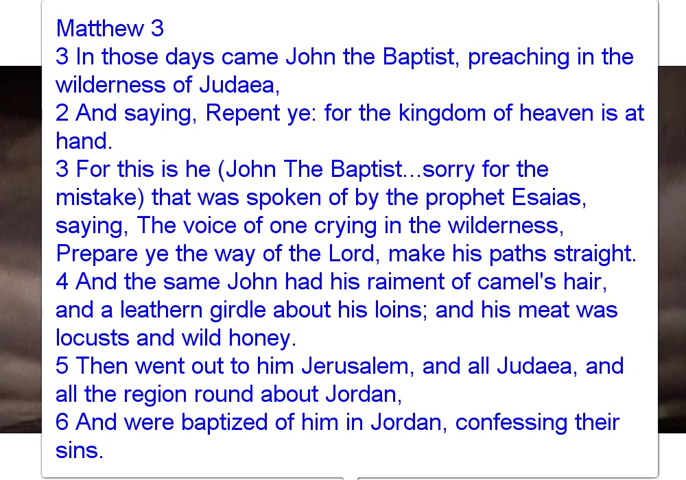 Matthew 3
3 In those days came John the Baptist, preaching in the
wilderness of Judaea,
2 And saying, Repent ye: for the kingdom of heaven is at
hand.
3 For this is he (John The Baptist...sorry for the
mistake) that was spoken of by the prophet Esaias,
saying, The voice of one crying in the wilderness,
Prepare ye the way of the Lord, make his paths straight.
4 And the same John had his raiment of camel's hair,
and a leathern girdle about his loins; and his meat was
locusts and wild honey.
5 Then went out to him Jerusalem, and all Judaea, and
all the region round about Jordan,
6 And were baptized of him in Jordan, confessing their
sins.